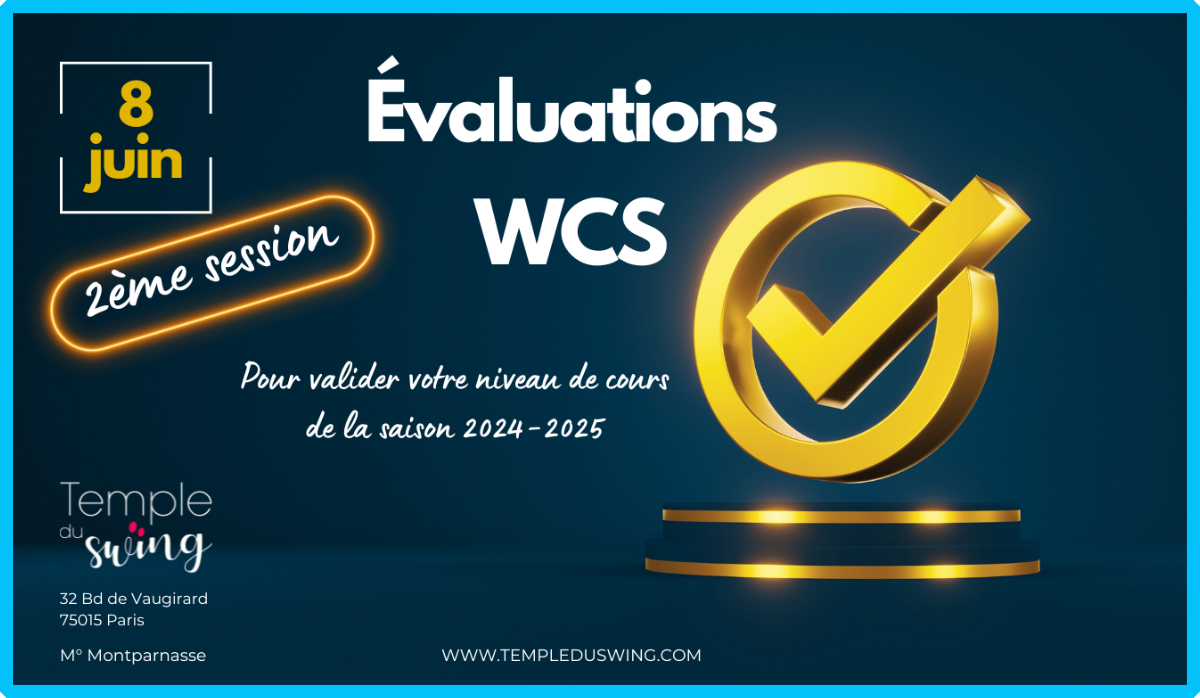 8
juin
Évaluations
WCS
2ème session
Pour valider votre niveau de cours
de la saison 2024-2025
Temple
du swing
32 Bd de Vaugirard
75015 Paris
M° Montparnasse
WWW.TEMPLEDUSWING.COM